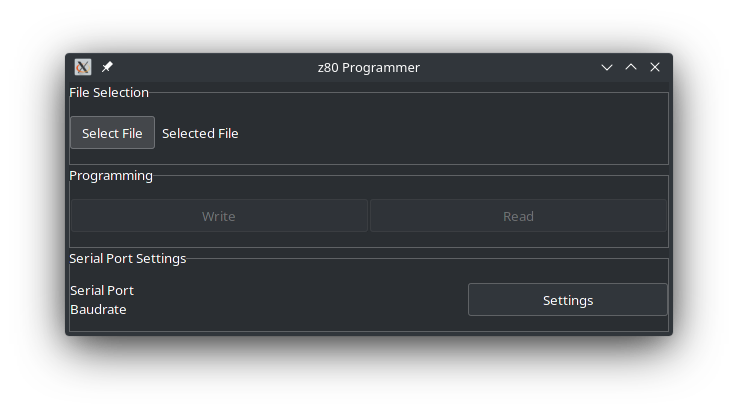 z80 Programmer
File Selection
Select File Selected File
Programming
Write Read
Serial Port Settings
Serial Port
Baudrate
Settings